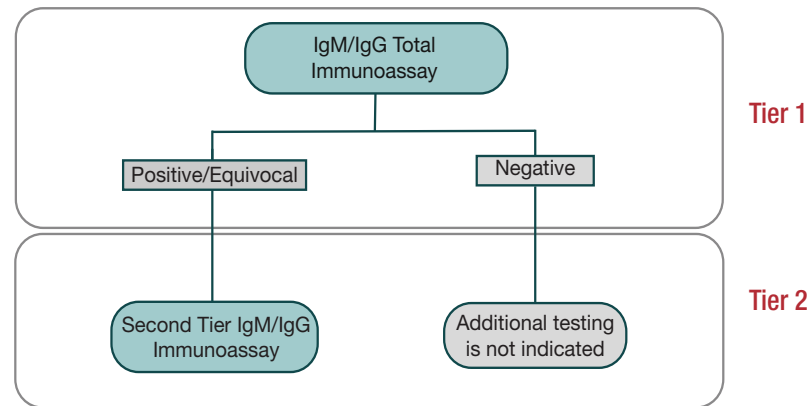 IgM/IgG Total
Immunoassay
Tier 1
Positive/Equivocal
Negative
Tier 2
Second Tier IgM/IgG
Immunoassay
Additional testing
is not indicated